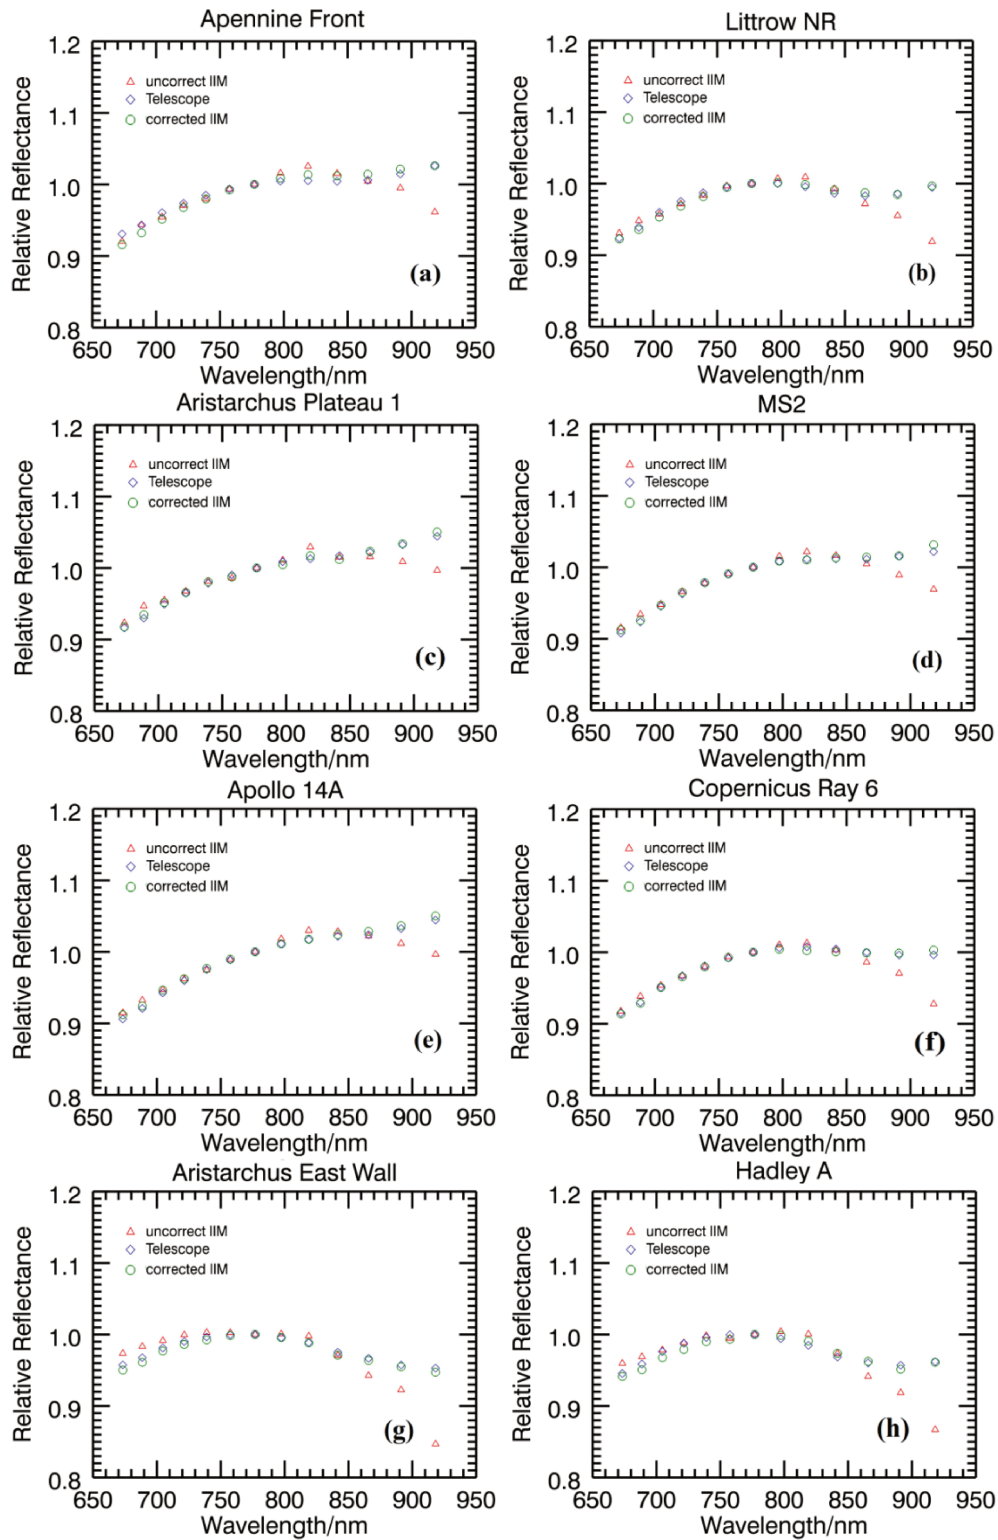 Apennine Front
1.2
1.1
1.0
0.9
0.8
Relative Reflectance
△ uncorrect IIM
◇ Telescope
○ corrected IIM
(a)
650 700 750 800 850 900 950
Wavelength/nm
Littrow NR
1.2
1.1
1.0
0.9
0.8
Relative Reflectance
△ uncorrect IIM
◇ Telescope
○ corrected IIM
(b)
650 700 750 800 850 900 950
Wavelength/nm
Aristarchus Plateau 1
1.2
1.1
1.0
0.9
0.8
Relative Reflectance
△ uncorrect IIM
◇ Telescope
○ corrected IIM
(c)
650 700 750 800 850 900 950
Wavelength/nm
MS2
1.2
1.1
1.0
0.9
0.8
Relative Reflectance
△ uncorrect IIM
◇ Telescope
○ corrected IIM
(d)
650 700 750 800 850 900 950
Wavelength/nm
Apollo 14A
1.2
1.1
1.0
0.9
0.8
Relative Reflectance
△ uncorrect IIM
◇ Telescope
○ corrected IIM
(e)
650 700 750 800 850 900 950
Wavelength/nm
Copernicus Ray 6
1.2
1.1
1.0
0.9
0.8
Relative Reflectance
△ uncorrect IIM
◇ Telescope
○ corrected IIM
(f)
650 700 750 800 850 900 950
Wavelength/nm
Aristarchus East Wall
1.2
1.1
1.0
0.9
0.8
Relative Reflectance
△ uncorrect IIM
◇ Telescope
○ corrected IIM
(g)
650 700 750 800 850 900 950
Wavelength/nm
Hadley A
1.2
1.1
1.0
0.9
0.8
Relative Reflectance
△ uncorrect IIM
◇ Telescope
○ corrected IIM
(h)
650 700 750 800 850 900 950
Wavelength/nm